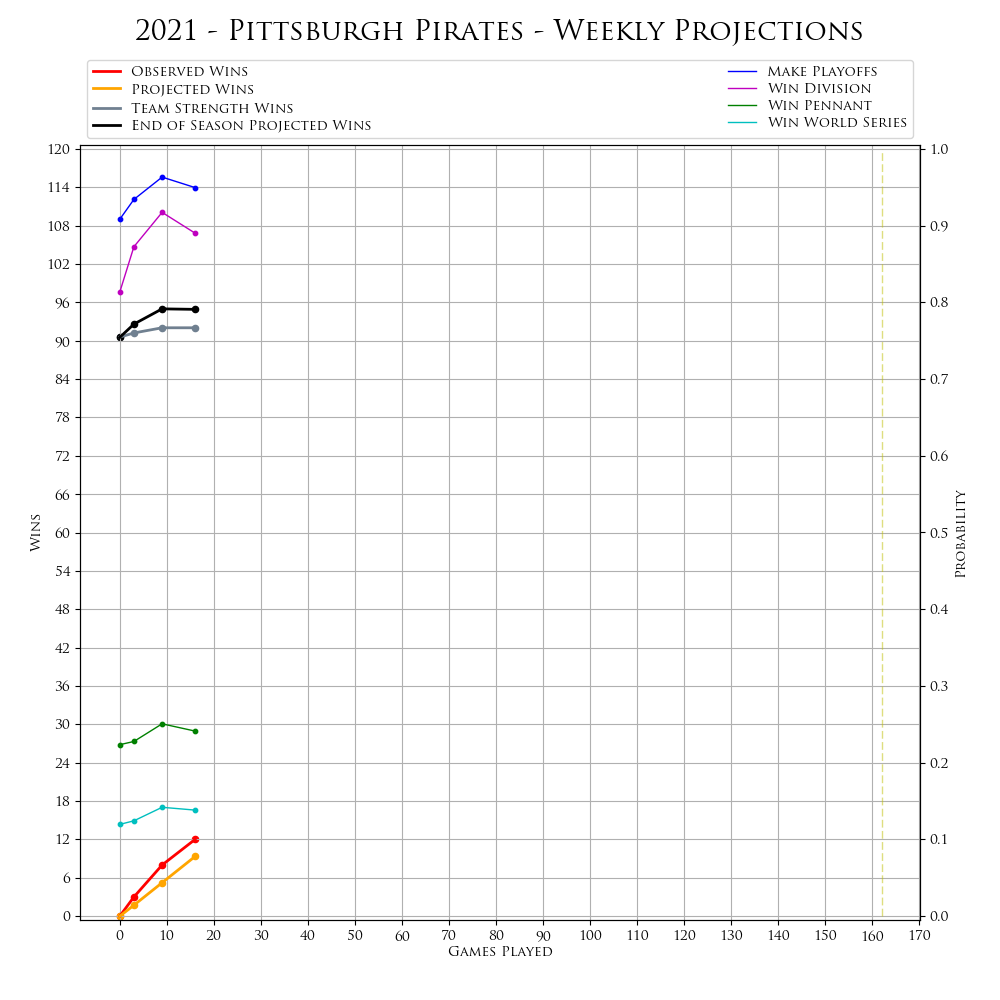 2021 - Pittsburgh Pirates - Weekly Projections
Observed Wins
Projected Wins
Team Strength Wins
End of Season Projected Wins
Make Playoffs
Win Division
Win Pennant
Win World Series
120
114
108
102
96
90
84
78
72
66
60
54
48
42
36
30
24
18
12
6
0
Wins
1.0
0.9
0.8
0.7
0.6
0.5
0.4
0.3
0.2
0.1
0.0
Probability
0 10 20 30 40 50 60 70 80 90 100 110 120 130 140 150 160 170
Games Played